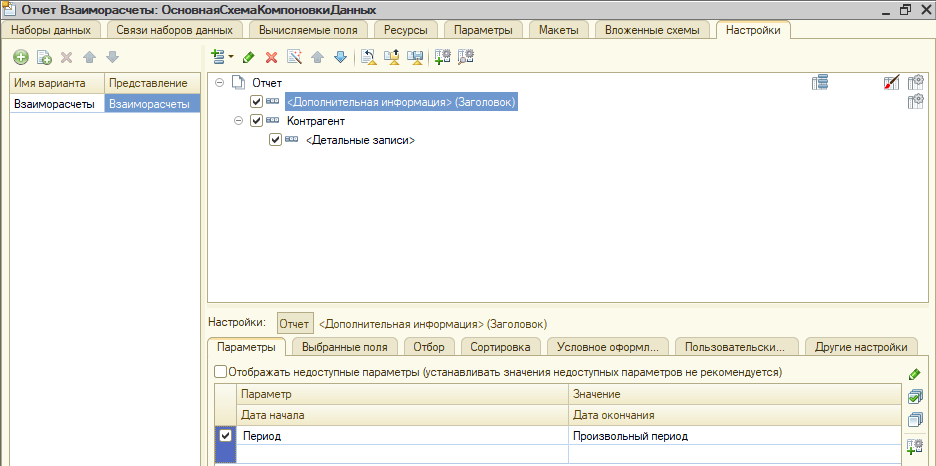 Отчет Взаиморасчеты: ОсновнаяСхемаКомпоновкиДанных
Наборы данных Связи наборов данных Вычисляемые поля Ресурсы Параметры Макеты Вложенные схемы Настройки
Имя варианта Представление
Взаиморасчеты Взаиморасчеты
Отчет
<Дополнительная информация> (Заголовок)
Контрагент
<Детальные записи>
Настройки: Отчет <Дополнительная информация> (Заголовок)
Параметры Выбранные поля Отбор Сортировка Условное оформл... Пользовательски... Другие настройки
Отображать недоступные параметры (устанавливать значения недоступных параметров не рекомендуется)
Параметр Значение
Дата начала Дата окончания
Период Произвольный период